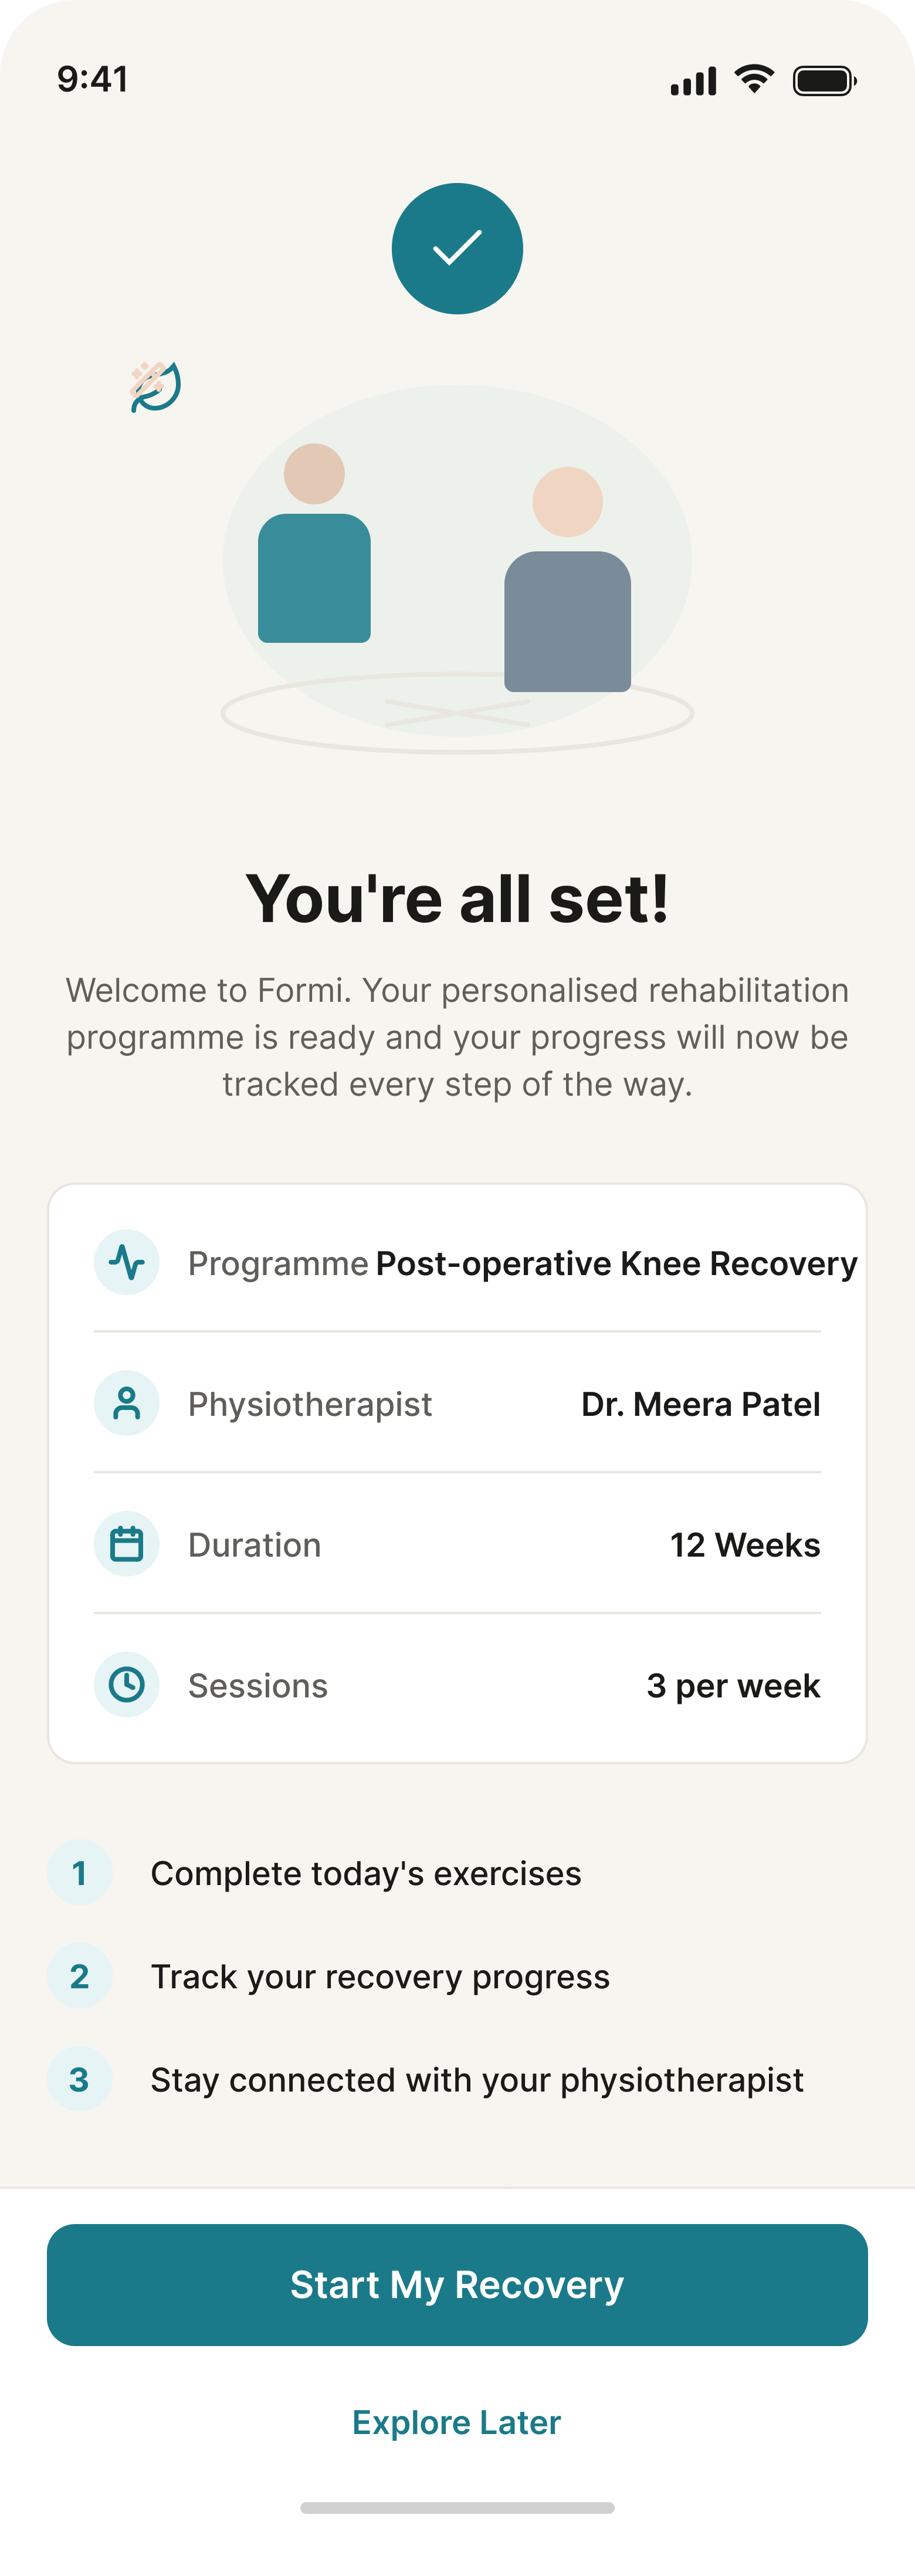 9:41
You're all set!
Welcome to Formi. Your personalised rehabilitation
programme is ready and your progress will now be
tracked every step of the way.
Programme Post-operative Knee Recovery
Physiotherapist Dr. Meera Patel
Duration 12 Weeks
Sessions 3 per week
1 Complete today's exercises
2 Track your recovery progress
3 Stay connected with your physiotherapist
Start My Recovery
Explore Later